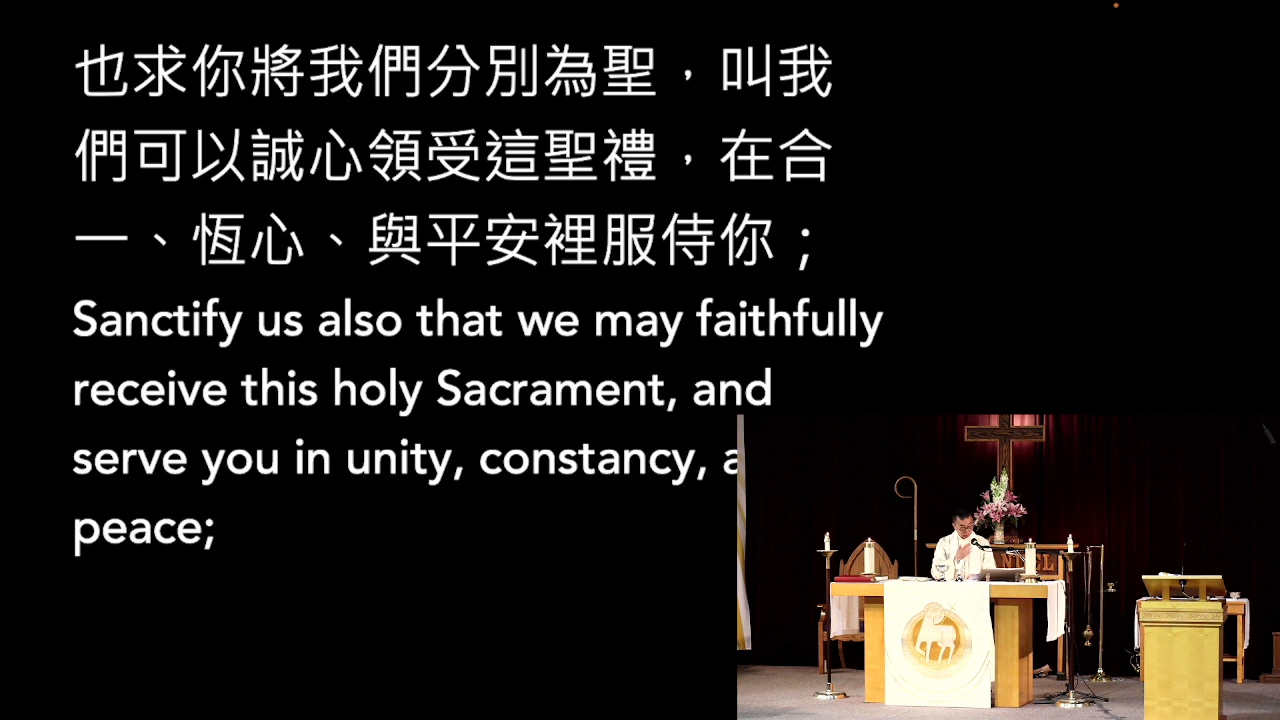 也求你將我們分別為聖，叫我
們可以誠心領受這聖禮，在合
一、恆心、與平安裡服侍你；
Sanctify us also that we may faithfully
receive this holy Sacrament, and
serve you in unity, constancy,
peace;